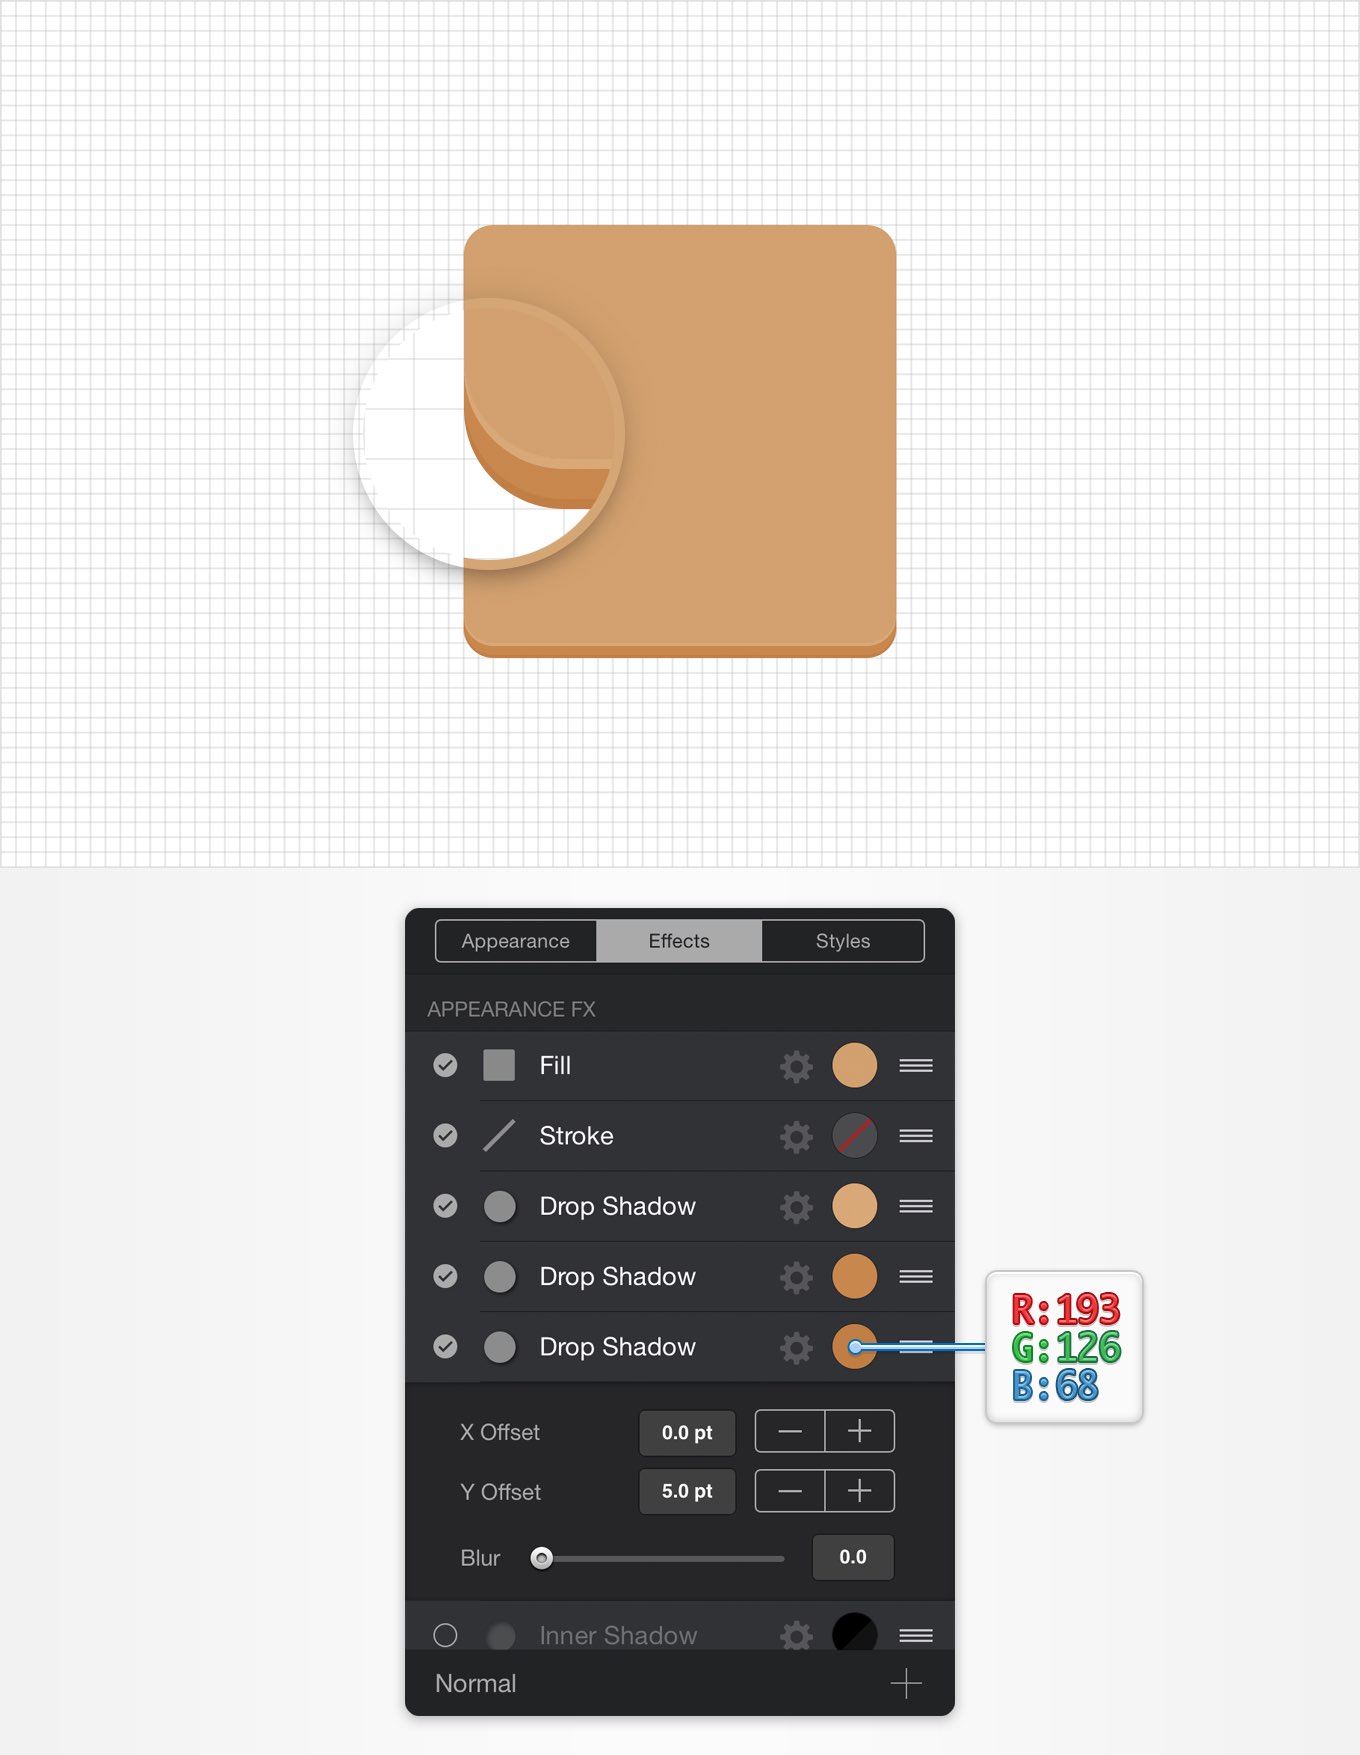 Appearance Effects Styles
APPEARANCE FX
Fill
Stroke
Drop Shadow
Drop Shadow
Drop Shadow
R:193
G:126
B:68
X Offset 0.0 pt
Y Offset 5.0 pt
Blur 0.0
Inner Shadow
Normal